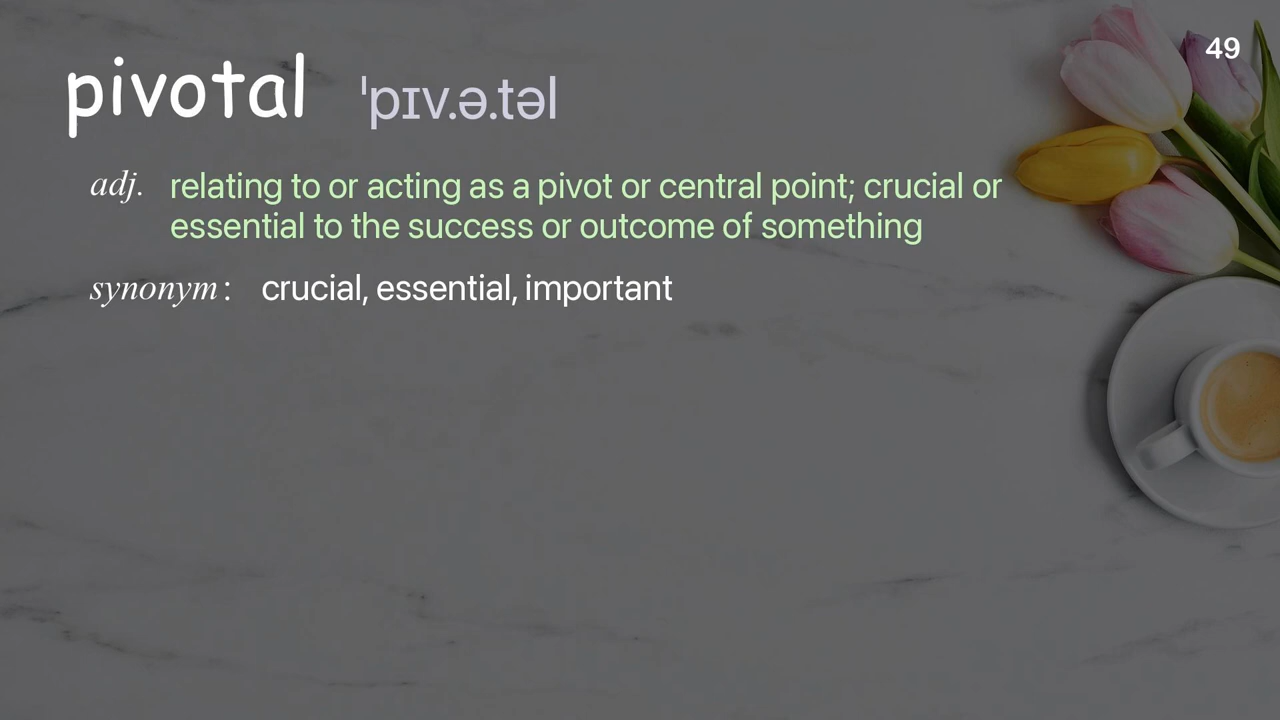 49
pivotal ˈpɪv.ə.təl
adj. relating to or acting as a pivot or central point; crucial or
essential to the success or outcome of something
synonym: crucial, essential, important